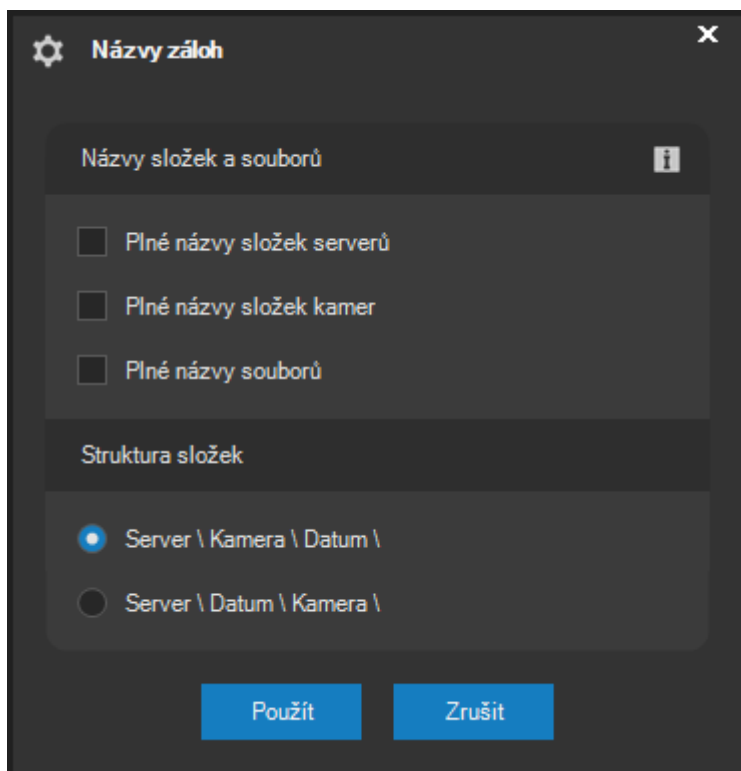 Názvy záloh
Názvy složek a souborů
Plné názvy složek serverů
Plné názvy složek kamer
Plné názvy souborů
Struktura složek
Server \ Kamera \ Datum \
Server \ Datum \ Kamera \
Použít Zrušit